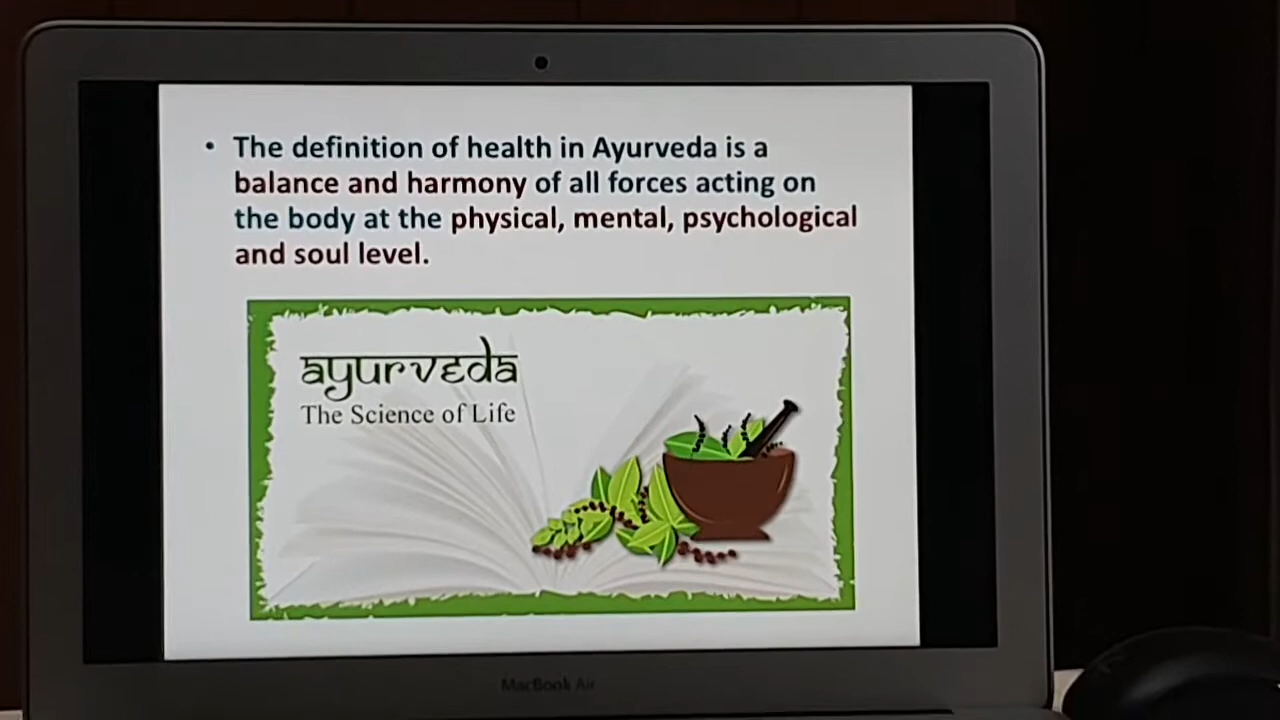 • The definition of health in Ayurveda is a
balance and harmony of all forces acting on
the body at the physical, mental, psychological
and soul level.
ayurveda
The Science of Life
MacBook Air